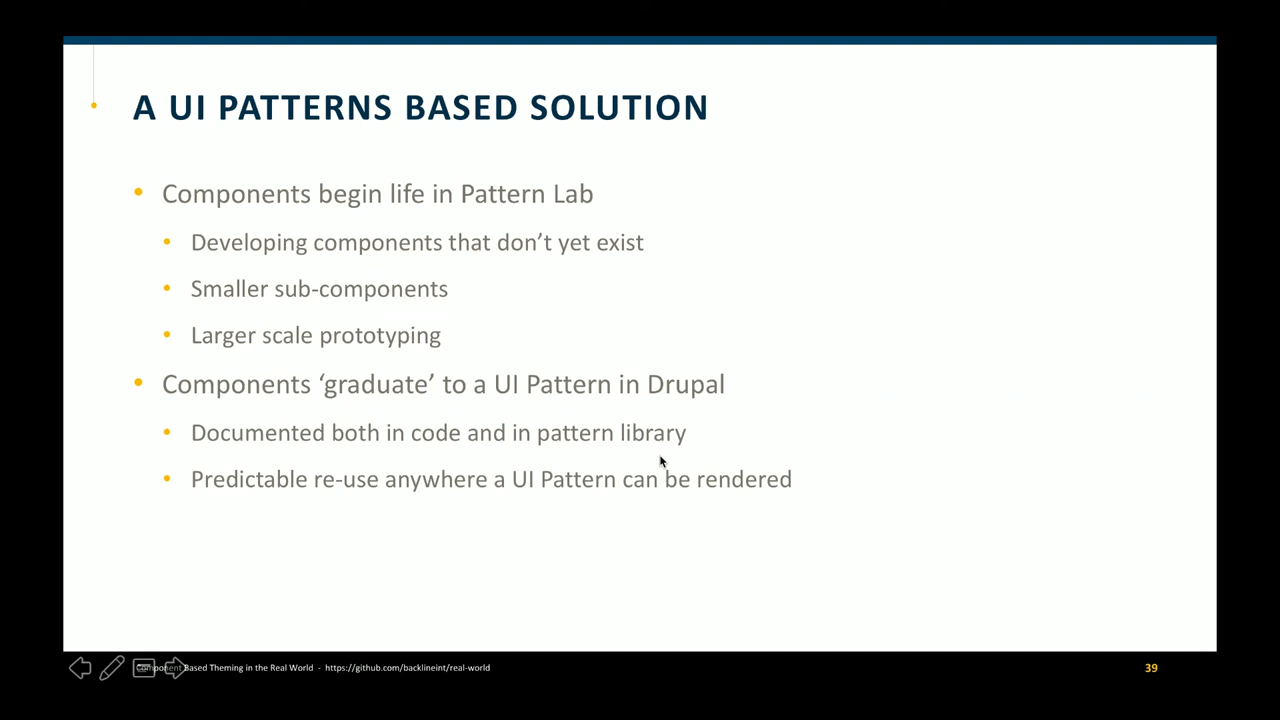 A UI PATTERNS BASED SOLUTION
Components begin life in Pattern Lab
Developing components that don’t yet exist
Smaller sub-components
Larger scale prototyping
Components ‘graduate’ to a UI Pattern in Drupal
Documented both in code and in pattern library
Predictable re-use anywhere a UI Pattern can be rendered
Component Based Theming in the Real World - https://github.com/backlineint/real-world
39